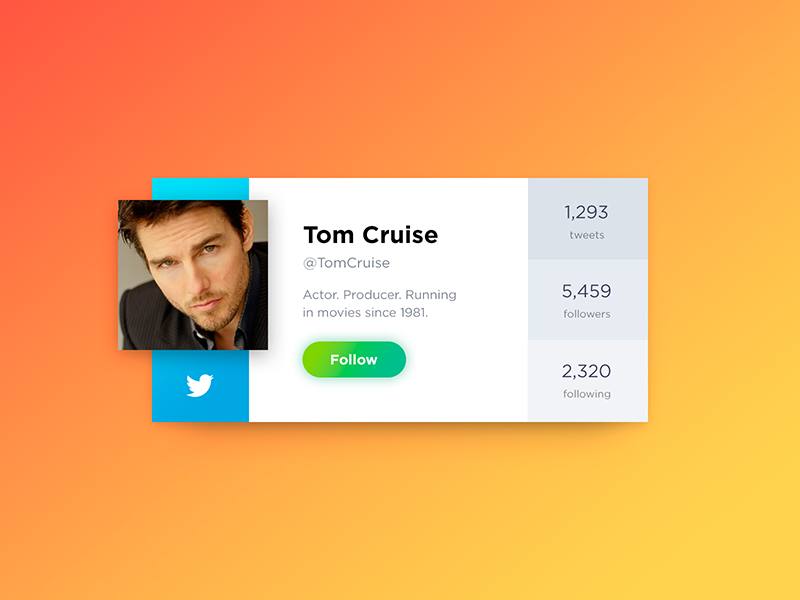 Tom Cruise
@TomCruise
Actor. Producer. Running
in movies since 1981.
Follow
1,293
tweets
5,459
followers
2,320
following